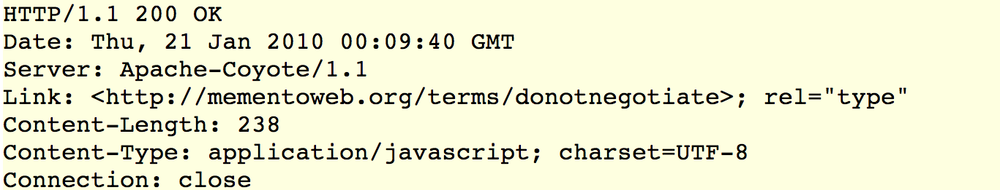 HTTP/1.1 200 OK
Date: Thu, 21 Jan 2010 00:09:40 GMT
Server: Apache-Coyote/1.1
Link: <http://mementoweb.org/terms/donotnegotiate>; rel="type"
Content-Length: 238
Content-Type: application/javascript; charset=UTF-8
Connection: close